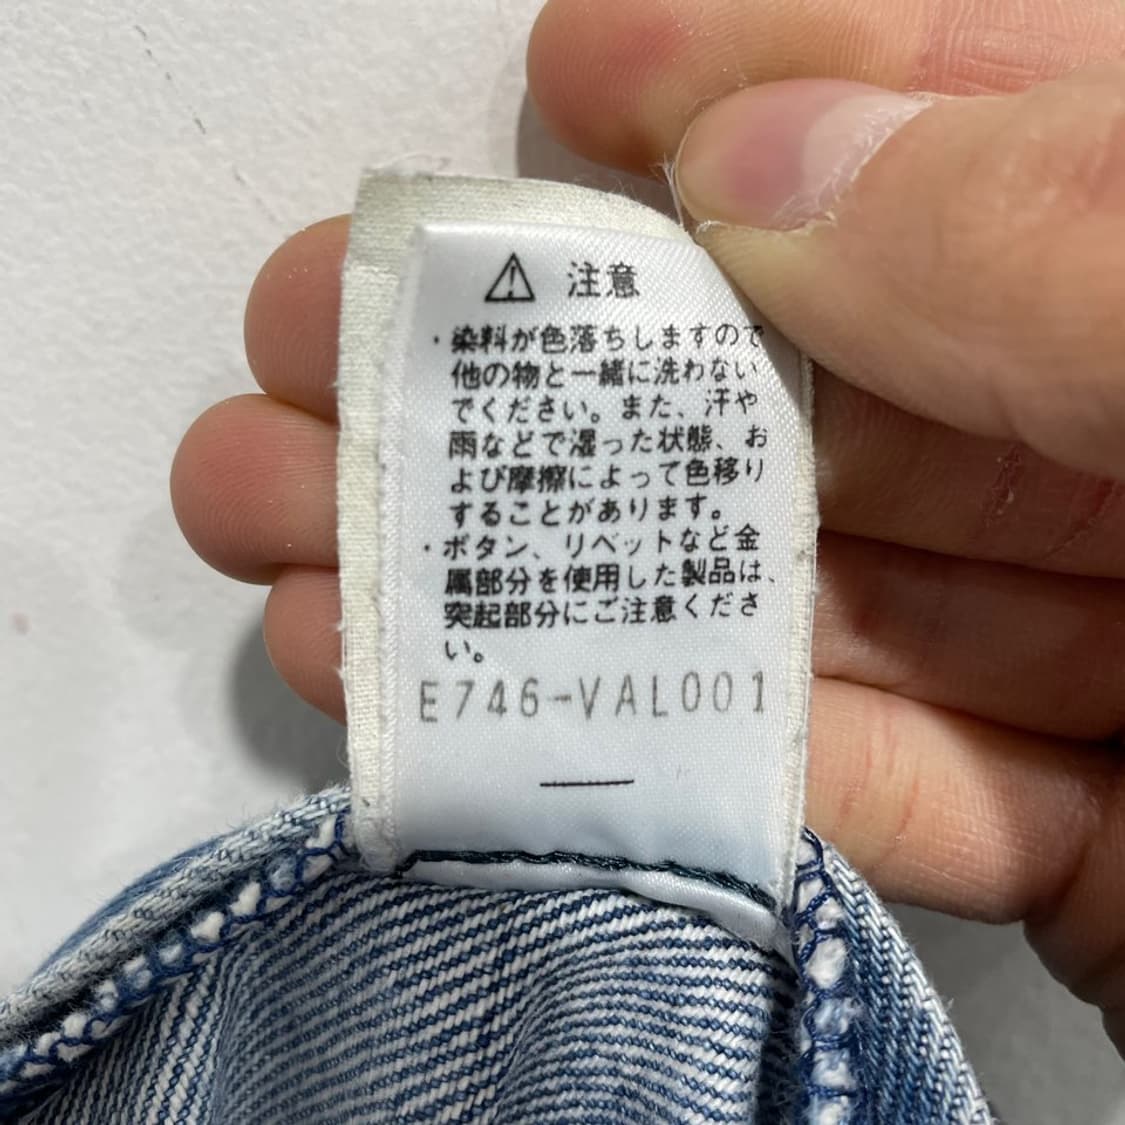 注意
・染料が色落ちしますので
他の物と一緒に洗わない
でください。また、汗や
雨などで湿った状態、お
よび摩擦によって色移り
することがあります。
・ボタン、リベットなど金
属部分を使用した製品は、
突起部分にご注意くださ
い。
E746-VAL001